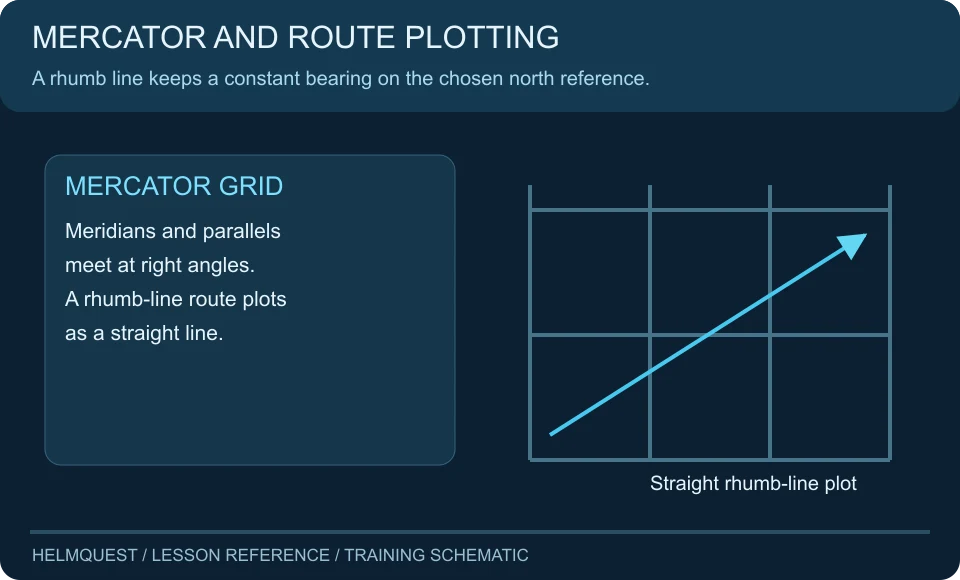 MERCATOR AND ROUTE PLOTTING
A rhumb line keeps a constant bearing on the chosen north reference.
MERCATOR GRID
Meridians and parallels
meet at right angles.
A rhumb-line route plots
as a straight line.
Straight rhumb-line plot
HELMQUEST / LESSON REFERENCE / TRAINING SCHEMATIC